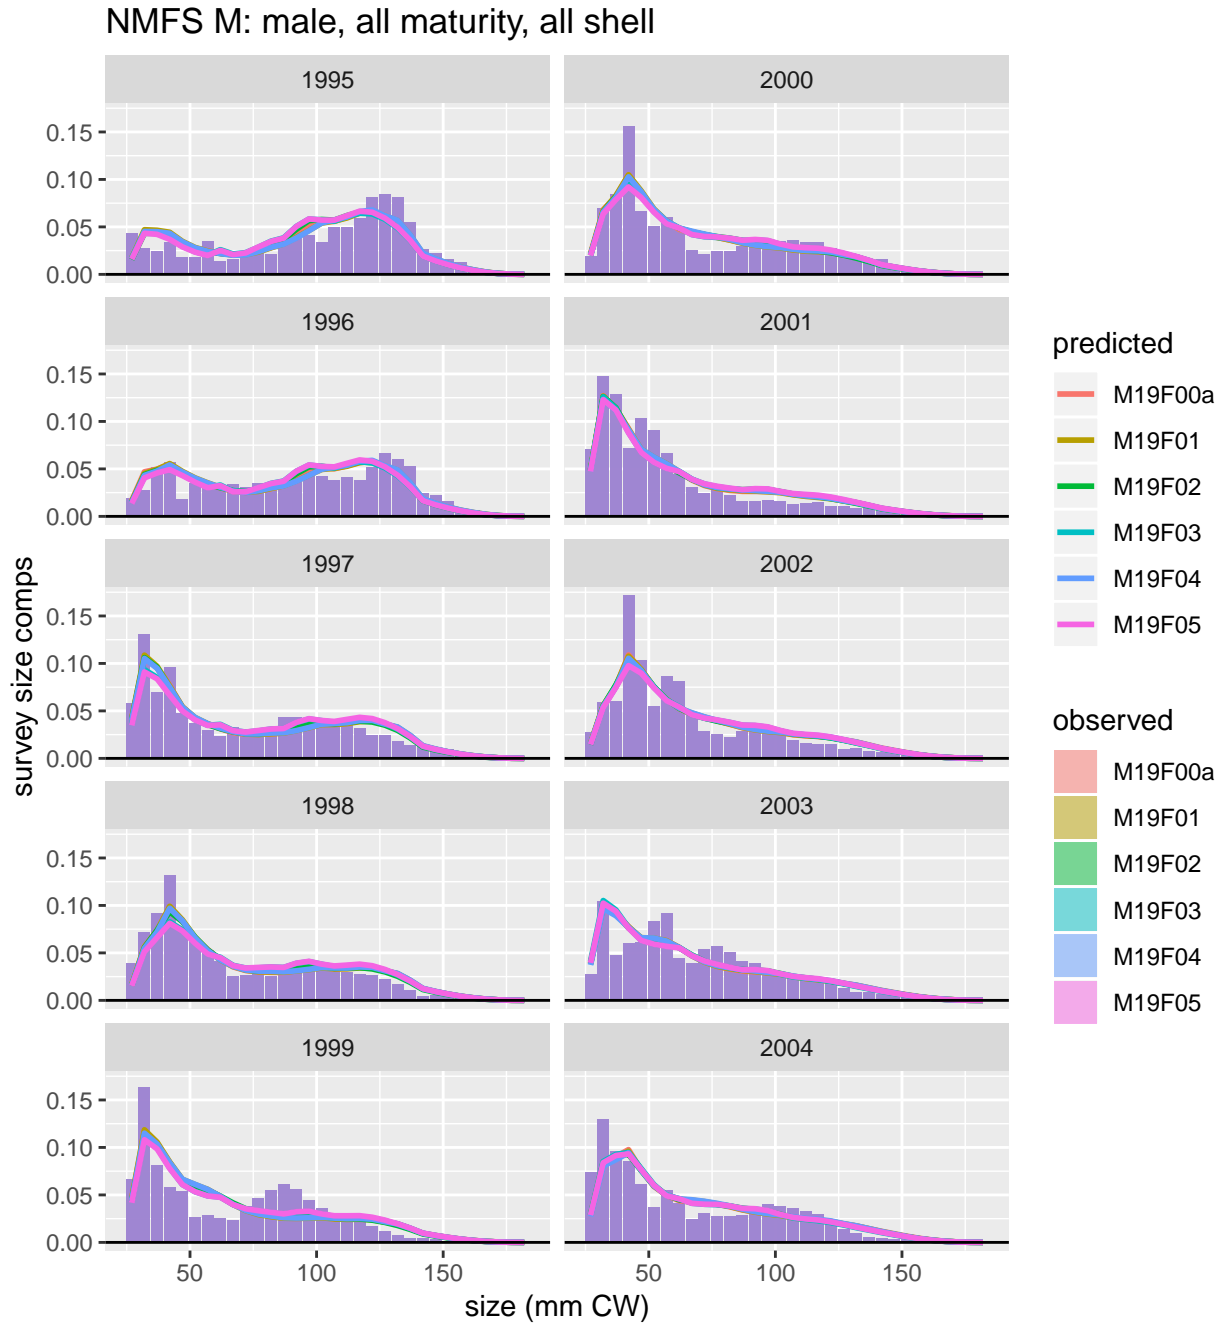 NMFS M: male, all maturity, all shell
1995
2000
0.15
0.10
0.05
0.00
1996
2001
0.15
0.10
0.05
0.00
1997
2002
0.15
0.10
0.05
0.00
1998
2003
0.15
0.10
0.05
0.00
1999
2004
0.15
0.10
0.05
0.00
50
100
150
50
100
150
size (mm CW)
survey size comps
predicted
M19F00a
M19F01
M19F02
M19F03
M19F04
M19F05
observed
M19F00a
M19F01
M19F02
M19F03
M19F04
M19F05